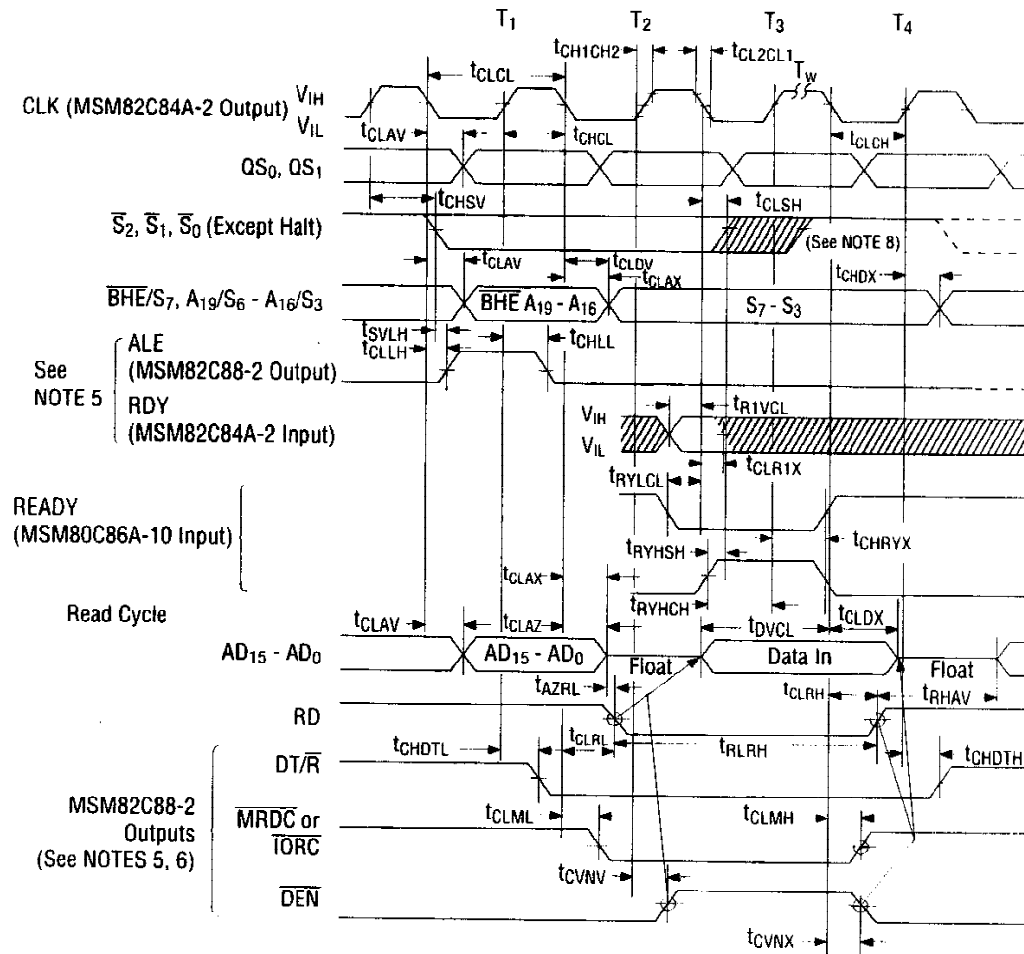 T1 T2 T3 T4
tCH1CH2 tCL2CL1
tCLCL TW
CLK (MSM82C84A-2 Output) VIH
VIL
tCLAV tCHCL tCLCH
QS0, QS1
tCHSV tCLSH
S̅2, S̅1, S̅0 (Except Halt) (See NOTE 8)
tCLAV tCLDV tCLAX tCHDX
B̅H̅E̅/S7, A19/S6 - A16/S3 B̅H̅E̅ A19 - A16 S7 - S3
tSVLH tCHLL
tCLLH
See NOTE 5
ALE
(MSM82C88-2 Output)
RDY
(MSM82C84A-2 Input)
VIH tR1VCL
VIL
tCLR1X
tRYLCL
READY
(MSM80C86A-10 Input)
tRYHSH tCHRYX
tCLAX
tRYHCH
Read Cycle
tCLAV tCLAZ tDVCL tCLDX
AD15 - AD0 AD15 - AD0 Float Data In Float
tAZRL tCLRH tRHAV
RD
tCHDTL tCLRL tRLRH tCHDTH
DT/R̅
MSM82C88-2
Outputs
(See NOTES 5, 6)
tCLML tCLMH
M̅R̅D̅C̅ or
I̅O̅R̅C̅
tCVNV
D̅E̅N̅
tCVNX